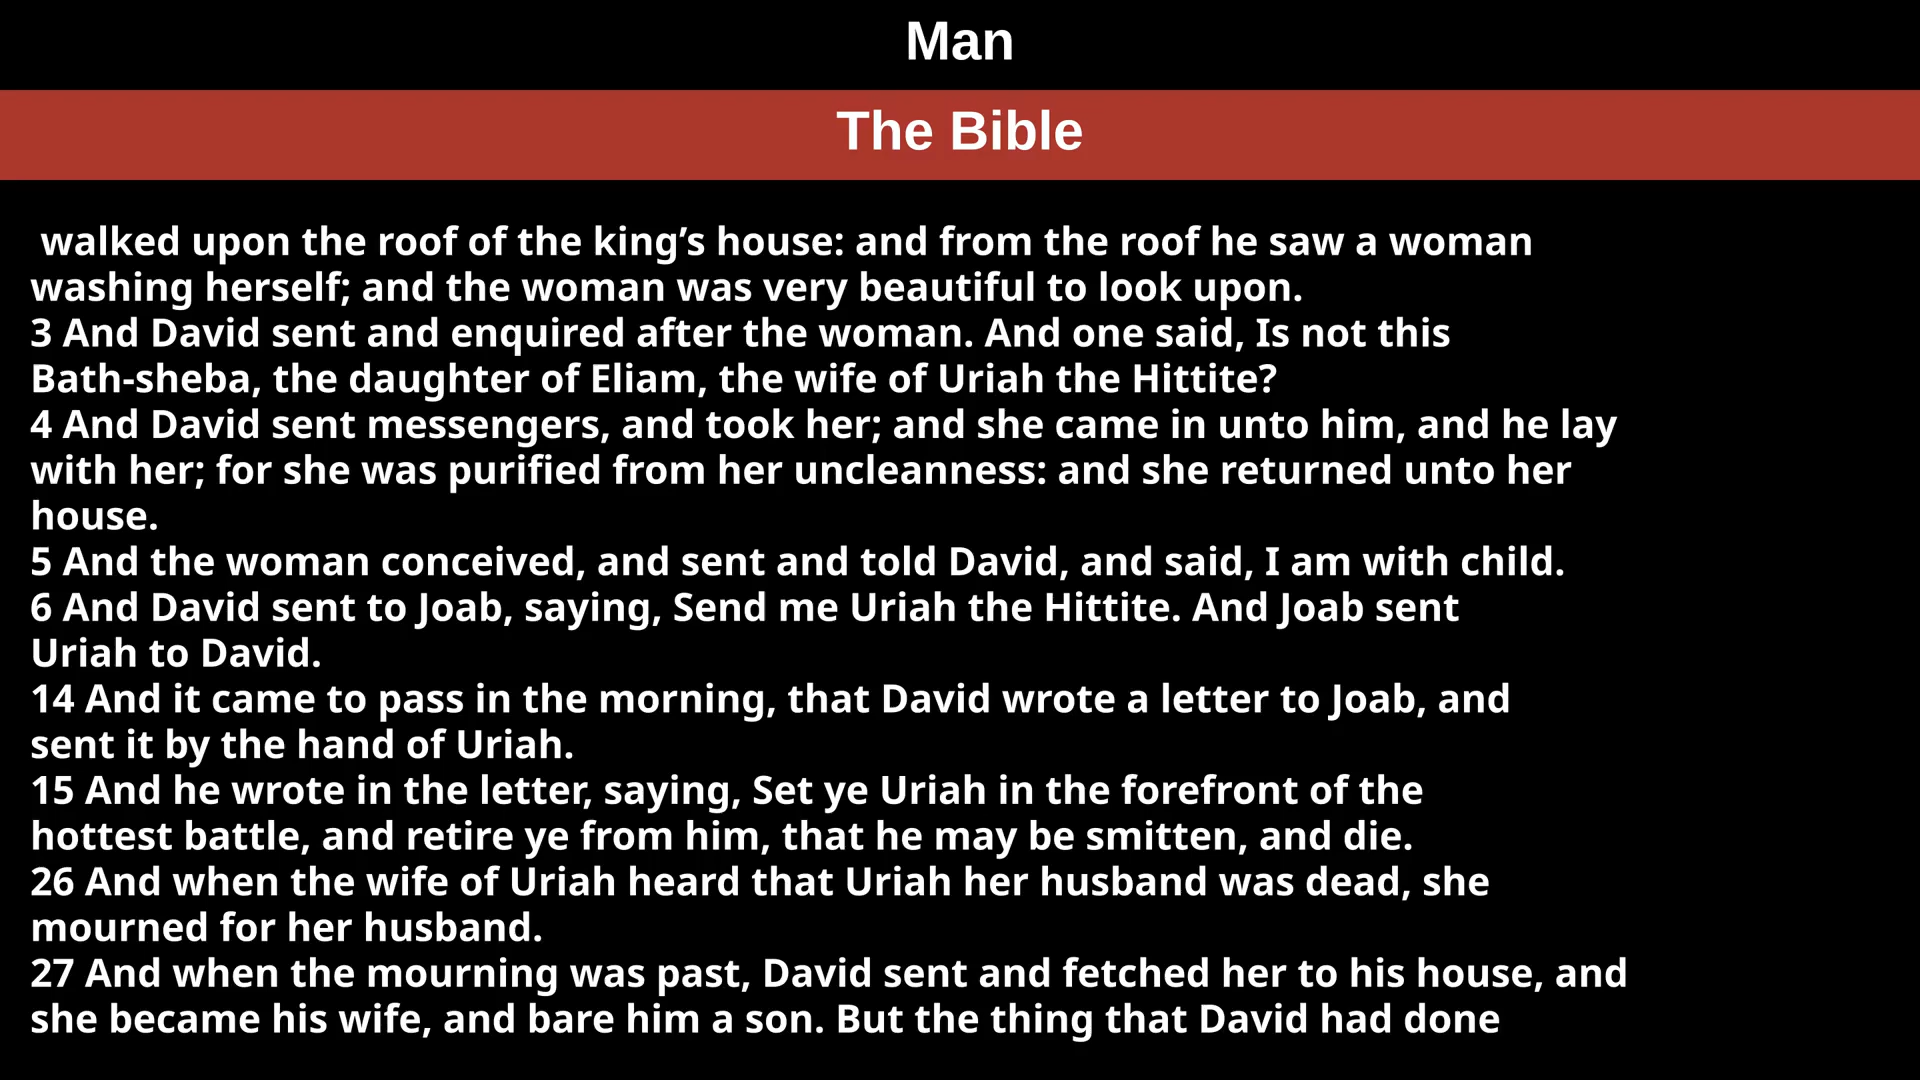 Man
The Bible
walked upon the roof of the king’s house: and from the roof he saw a woman
washing herself; and the woman was very beautiful to look upon.
3 And David sent and enquired after the woman. And one said, Is not this
Bath-sheba, the daughter of Eliam, the wife of Uriah the Hittite?
4 And David sent messengers, and took her; and she came in unto him, and he lay
with her; for she was purified from her uncleanness: and she returned unto her
house.
5 And the woman conceived, and sent and told David, and said, I am with child.
6 And David sent to Joab, saying, Send me Uriah the Hittite. And Joab sent
Uriah to David.
14 And it came to pass in the morning, that David wrote a letter to Joab, and
sent it by the hand of Uriah.
15 And he wrote in the letter, saying, Set ye Uriah in the forefront of the
hottest battle, and retire ye from him, that he may be smitten, and die.
26 And when the wife of Uriah heard that Uriah her husband was dead, she
mourned for her husband.
27 And when the mourning was past, David sent and fetched her to his house, and
she became his wife, and bare him a son. But the thing that David had done